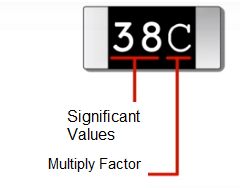 38C
Significant
Values
Multiply Factor